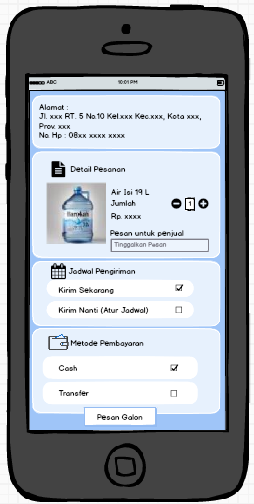 ABC
10:01 PM
Alamat :
Jl. xxx RT. 5 No.10 Kel.xxx Kec.xxx, Kota xxx,
Prov. xxx
No. Hp : 08xx xxxx xxxx
Detail Pesanan
Air Isi 19 L
Jumlah
1
Rp. xxxx
Barokah
Pesan untuk penjual
Tinggalkan Pesan
Jadwal Pengiriman
Kirim Sekarang
Kirim Nanti (Atur Jadwal)
Metode Pembayaran
Cash
Transfer
Pesan Galon